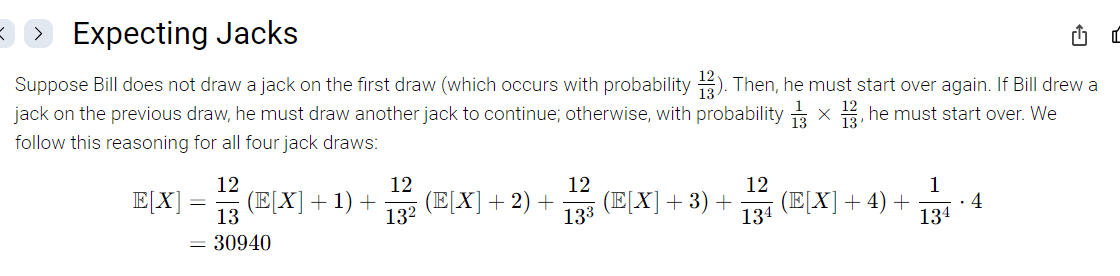 Expecting Jacks
Suppose Bill does not draw a jack on the first draw (which occurs with probability $\frac{12}{13}$). Then, he must start over again. If Bill drew a
jack on the previous draw, he must draw another jack to continue; otherwise, with probability $\frac{1}{13} \times \frac{12}{13}$, he must start over. We
follow this reasoning for all four jack draws:
$\mathbb{E}[X] = \frac{12}{13}(\mathbb{E}[X] + 1) + \frac{12}{13^2}(\mathbb{E}[X] + 2) + \frac{12}{13^3}(\mathbb{E}[X] + 3) + \frac{12}{13^4}(\mathbb{E}[X] + 4) + \frac{1}{13^4} \cdot 4$
$= 30940$